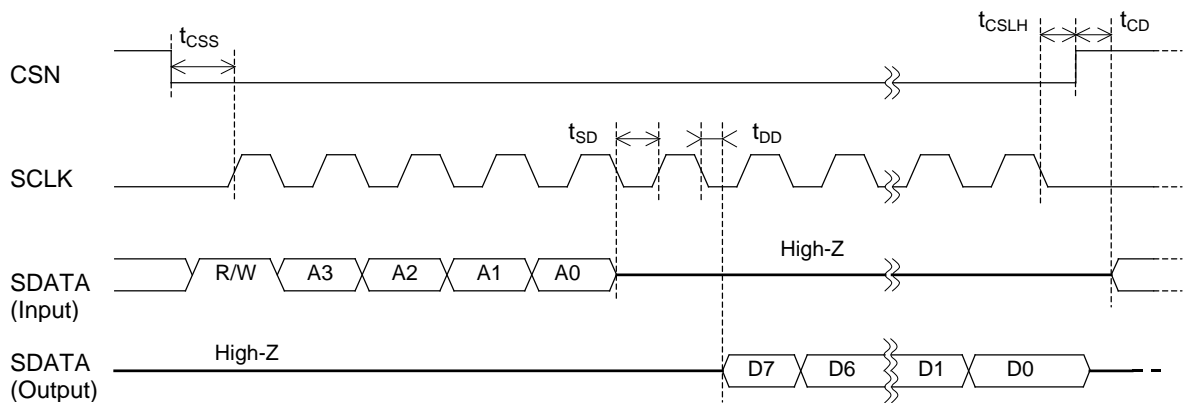 tCSS
tCSLH
tCD
CSN
tSD
tDD
SCLK
High-Z
SDATA
(Input)
R/W
A3
A2
A1
A0
High-Z
SDATA
(Output)
D7
D6
D1
D0